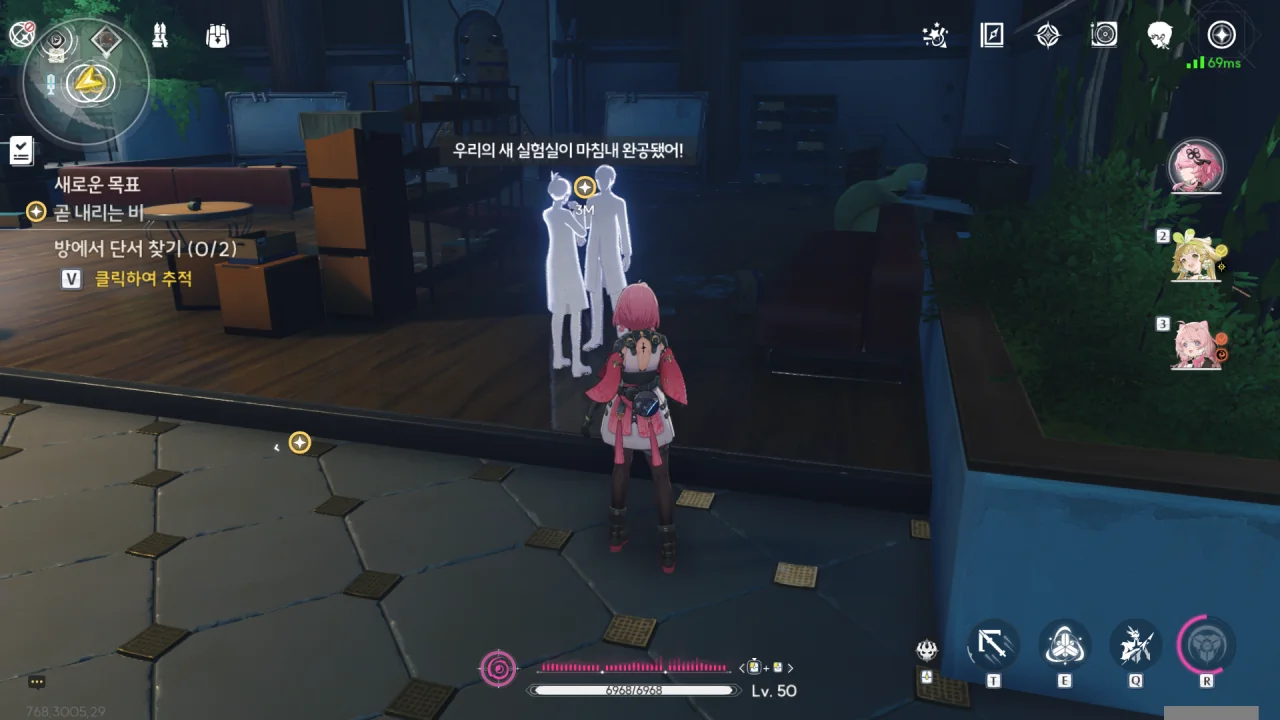 69ms
우리의 새 실험실이 마침내 완공됐어!
3M
새로운 목표
곧 내리는 비
방에서 단서 찾기 (0/2)
V 클릭하여 추적
2
3
T
E
Q
R
+
6968/6968
Lv. 50
768,3005,29